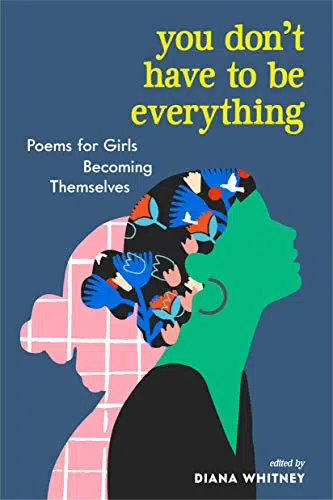 you don't
have to be
everything
Poems for Girls
Becoming
Themselves
edited by
DIANA WHITNEY